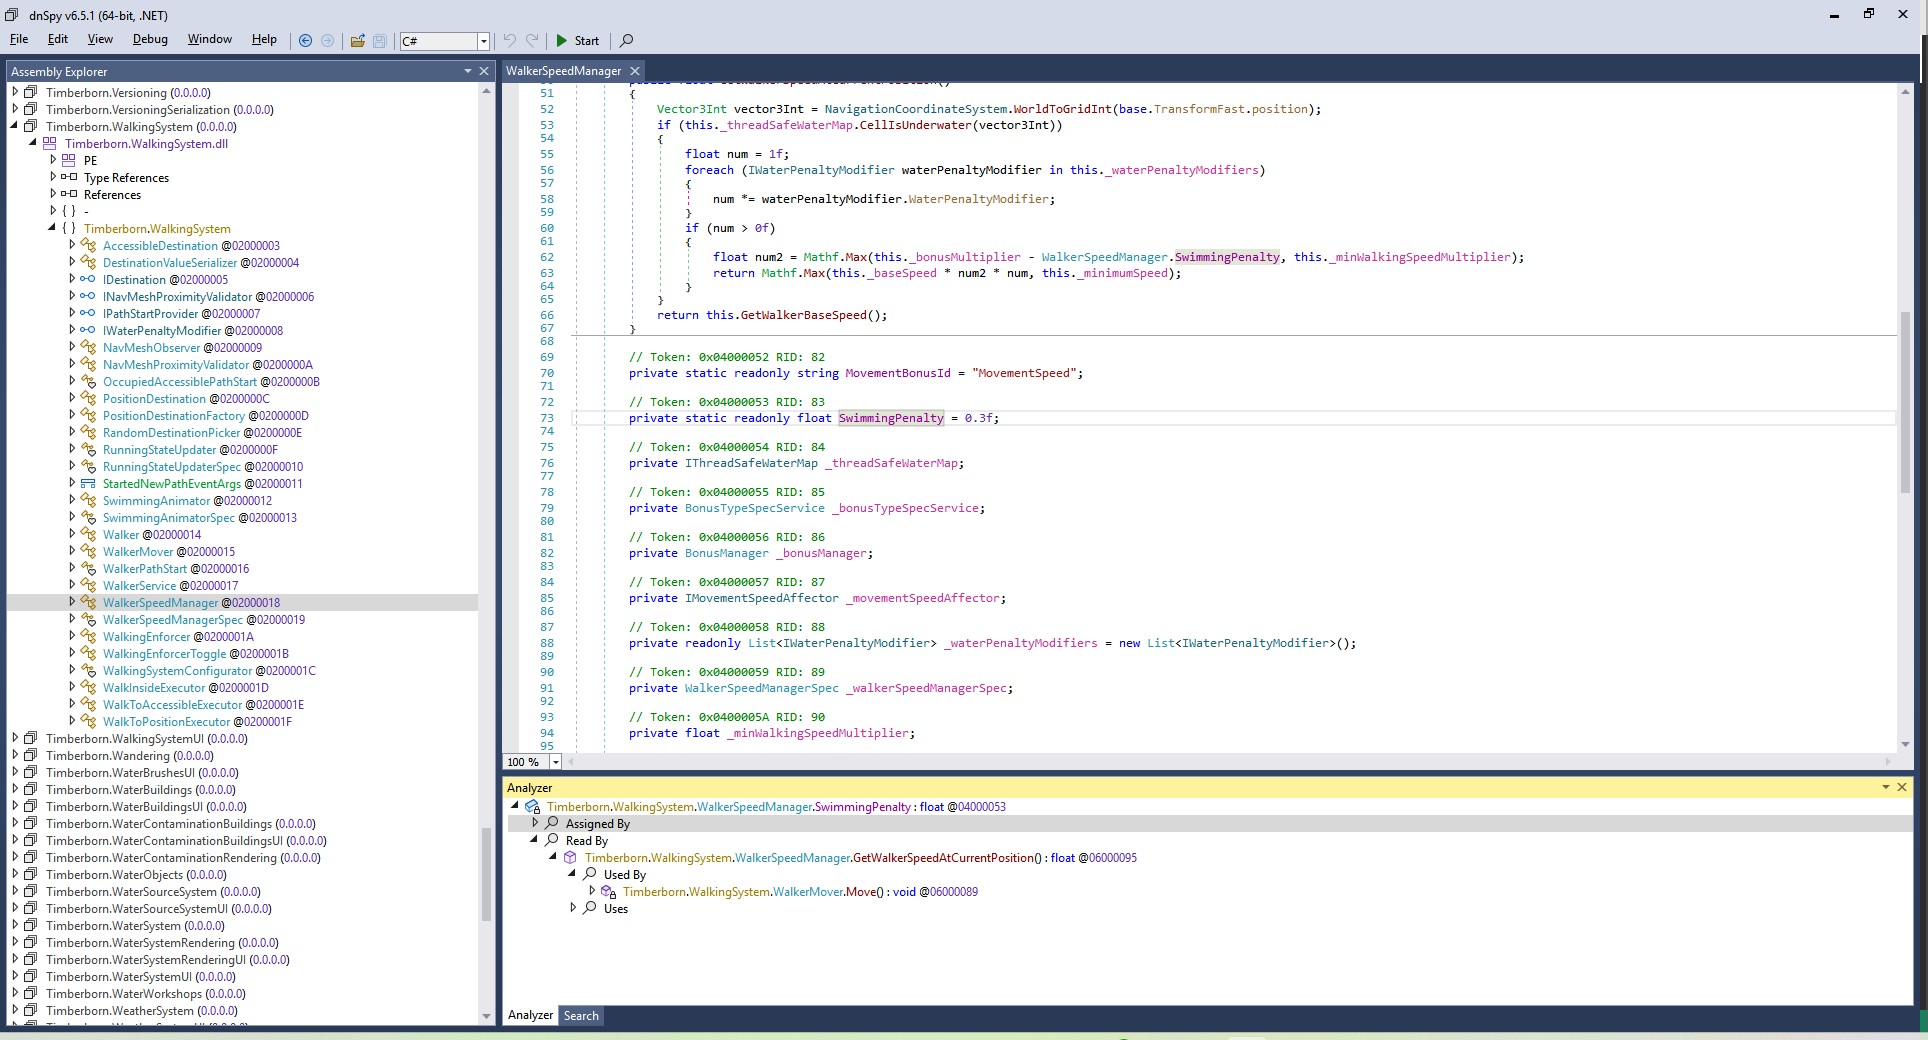 dnSpy v6.5.1 (64-bit, .NET)
File Edit View Debug Window Help C# Start
Assembly Explorer
Timberborn.Versioning (0.0.0.0)
Timberborn.VersioningSerialization (0.0.0.0)
Timberborn.WalkingSystem (0.0.0.0)
Timberborn.WalkingSystem.dll
PE
Type References
References
{ } -
{ } Timberborn.WalkingSystem
AccessibleDestination @02000003
DestinationValueSerializer @02000004
IDestination @02000005
INavMeshProximityValidator @02000006
IPathStartProvider @02000007
IWaterPenaltyModifier @02000008
NavMeshObserver @02000009
NavMeshProximityValidator @0200000A
OccupiedAccessiblePathStart @0200000B
PositionDestination @0200000C
PositionDestinationFactory @0200000D
RandomDestinationPicker @0200000E
RunningStateUpdater @0200000F
RunningStateUpdaterSpec @02000010
StartedNewPathEventArgs @02000011
SwimmingAnimator @02000012
SwimmingAnimatorSpec @02000013
Walker @02000014
WalkerMover @02000015
WalkerPathStart @02000016
WalkerService @02000017
WalkerSpeedManager @02000018
WalkerSpeedManagerSpec @02000019
WalkingEnforcer @0200001A
WalkingEnforcerToggle @0200001B
WalkingSystemConfigurator @0200001C
WalkInsideExecutor @0200001D
WalkToAccessibleExecutor @0200001E
WalkToPositionExecutor @0200001F
Timberborn.WalkingSystemUI (0.0.0.0)
Timberborn.Wandering (0.0.0.0)
Timberborn.WaterBrushesUI (0.0.0.0)
Timberborn.WaterBuildings (0.0.0.0)
Timberborn.WaterBuildingsUI (0.0.0.0)
Timberborn.WaterContaminationBuildings (0.0.0.0)
Timberborn.WaterContaminationBuildingsUI (0.0.0.0)
Timberborn.WaterContaminationRendering (0.0.0.0)
Timberborn.WaterObjects (0.0.0.0)
Timberborn.WaterSourceSystem (0.0.0.0)
Timberborn.WaterSourceSystemUI (0.0.0.0)
Timberborn.WaterSystem (0.0.0.0)
Timberborn.WaterSystemRendering (0.0.0.0)
Timberborn.WaterSystemRenderingUI (0.0.0.0)
Timberborn.WaterSystemUI (0.0.0.0)
Timberborn.WaterWorkshops (0.0.0.0)
Timberborn.WeatherSystem (0.0.0.0)
WalkerSpeedManager
51 {
52 Vector3Int vector3Int = NavigationCoordinateSystem.WorldToGridInt(base.TransformFast.position);
53 if (this._threadSafeWaterMap.CellIsUnderwater(vector3Int))
54 {
55 float num = 1f;
56 foreach (IWaterPenaltyModifier waterPenaltyModifier in this._waterPenaltyModifiers)
57 {
58 num *= waterPenaltyModifier.WaterPenaltyModifier;
59 }
60 if (num > 0f)
61 {
62 float num2 = Mathf.Max(this._bonusMultiplier - WalkerSpeedManager.SwimmingPenalty, this._minWalkingSpeedMultiplier);
63 return Mathf.Max(this._baseSpeed * num2 * num, this._minimumSpeed);
64 }
65 }
66 return this.GetWalkerBaseSpeed();
67 }
68
69 // Token: 0x04000052 RID: 82
70 private static readonly string MovementBonusId = "MovementSpeed";
71
72 // Token: 0x04000053 RID: 83
73 private static readonly float SwimmingPenalty = 0.3f;
74
75 // Token: 0x04000054 RID: 84
76 private IThreadSafeWaterMap _threadSafeWaterMap;
77
78 // Token: 0x04000055 RID: 85
79 private BonusTypeSpecService _bonusTypeSpecService;
80
81 // Token: 0x04000056 RID: 86
82 private BonusManager _bonusManager;
83
84 // Token: 0x04000057 RID: 87
85 private IMovementSpeedAffector _movementSpeedAffector;
86
87 // Token: 0x04000058 RID: 88
88 private readonly List<IWaterPenaltyModifier> _waterPenaltyModifiers = new List<IWaterPenaltyModifier>();
89
90 // Token: 0x04000059 RID: 89
91 private WalkerSpeedManagerSpec _walkerSpeedManagerSpec;
92
93 // Token: 0x0400005A RID: 90
94 private float _minWalkingSpeedMultiplier;
95
100 %
Analyzer
Timberborn.WalkingSystem.WalkerSpeedManager.SwimmingPenalty : float @04000053
Assigned By
Read By
Timberborn.WalkingSystem.WalkerSpeedManager.GetWalkerSpeedAtCurrentPosition() : float @06000095
Used By
Timberborn.WalkingSystem.WalkerMover.Move() : void @06000089
Uses
Analyzer Search